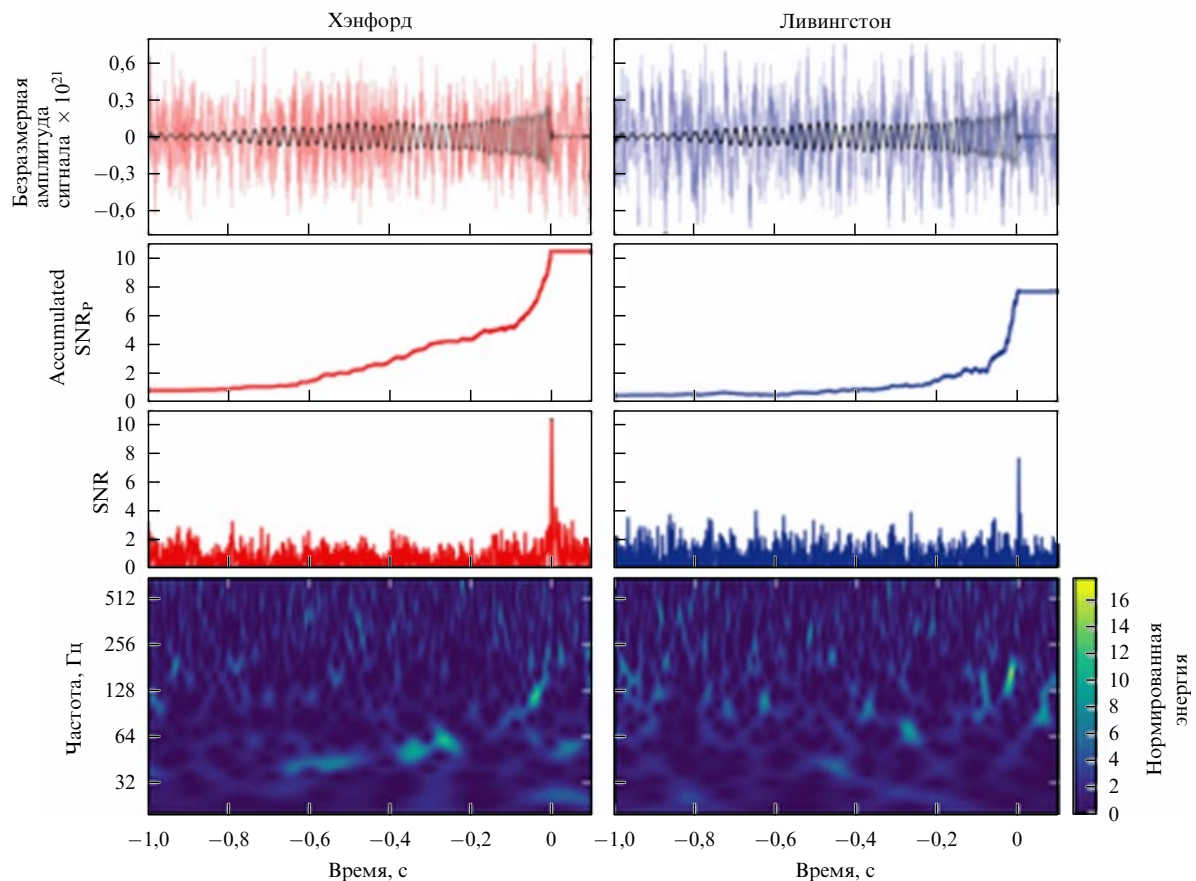 Хэнфорд
Ливингстон
Безразмерная
амплитуда
сигнала × 10²¹
0,6
0,3
0
−0,3
−0,6
Accumulated
SNR_P
10
8
6
4
2
0
SNR
10
8
6
4
2
0
Частота, Гц
512
256
128
64
32
−1,0 −0,8 −0,6 −0,4 −0,2 0
−1,0 −0,8 −0,6 −0,4 −0,2 0
Время, с
Время, с
16
14
12
10
8
6
4
2
0
Нормированная
энергия